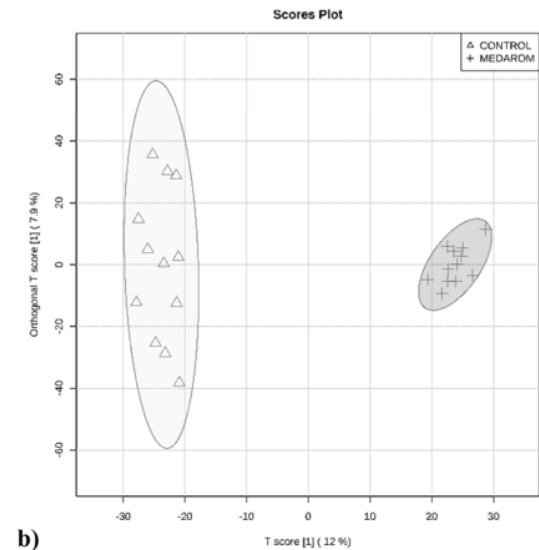 Scores Plot
△ CONTROL
+ MEDAROM
Orthogonal T score [1] ( 7.9 %)
60
40
20
0
-20
-40
-60
-30 -20 -10 0 10 20 30
T score [1] ( 12 %)
b)